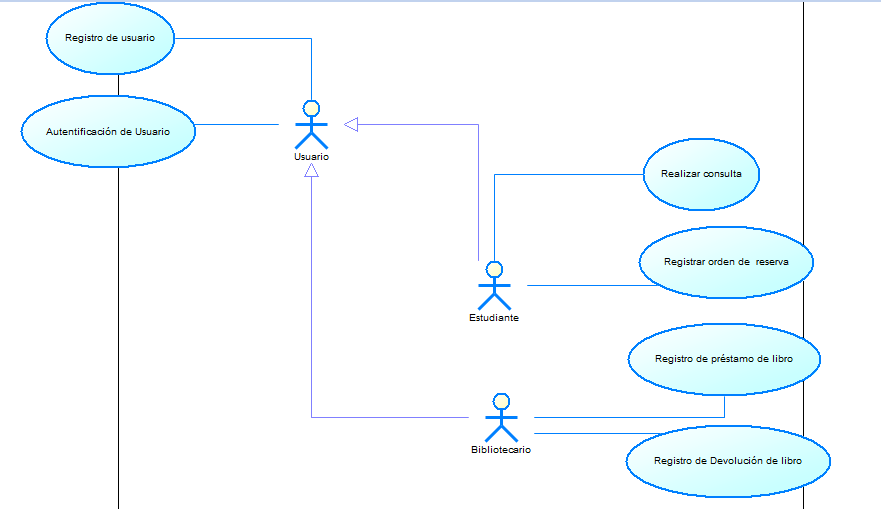 Registro de usuario
Autentificación de Usuario
Usuario
Realizar consulta
Registrar orden de reserva
Estudiante
Registro de préstamo de libro
Bibliotecario
Registro de Devolución de libro